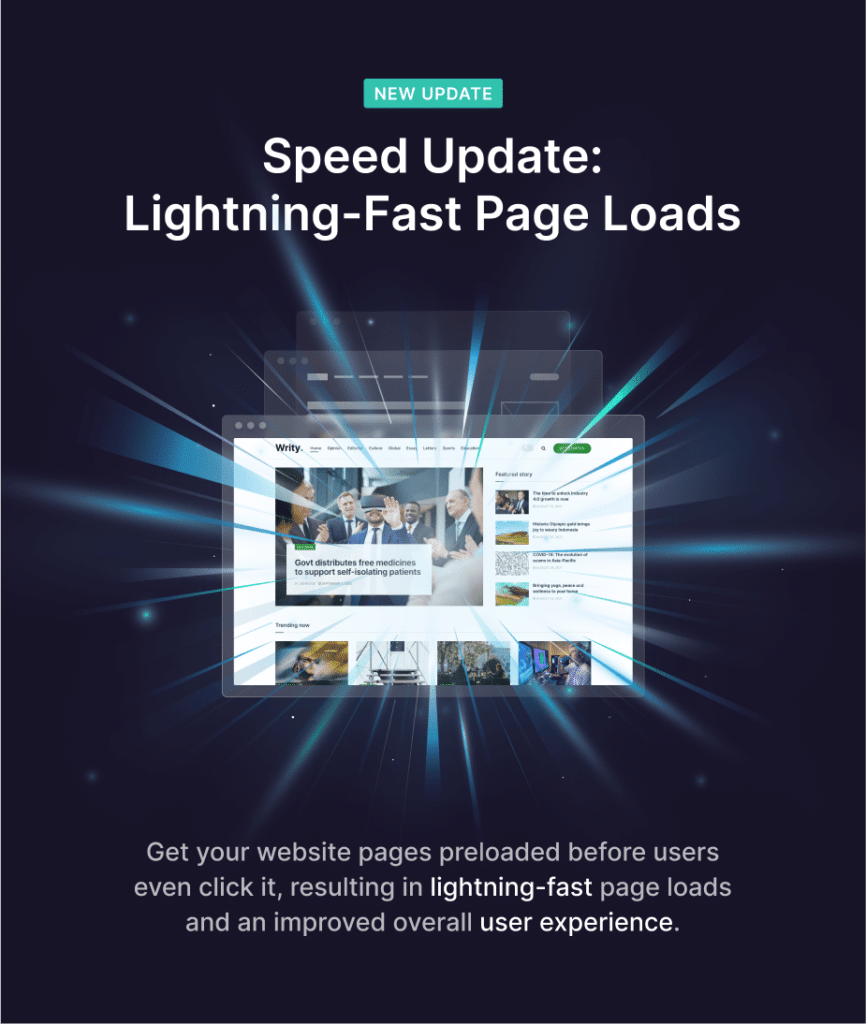 NEW UPDATE
Speed Update:
Lightning-Fast Page Loads
Writy.
Home Opinion Editorial Culture Global Essay Letters Sports Education
Featured story
The idea to unlock industry
4.0 growth is now
Historic Olympic gold brings
joy to weary Indonesia
COVID-19: The evolution of
scams in Asia-Pacific
Bringing yoga, peace and
wellness to your home
Govt distributes free medicines
to support self-isolating patients
Trending now
Get your website pages preloaded before users
even click it, resulting in lightning-fast page loads
and an improved overall user experience.